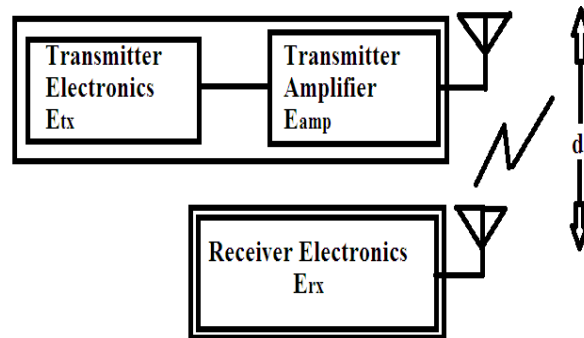 Transmitter
Electronics
Etx
Transmitter
Amplifier
Eamp
d
Receiver Electronics
Erx